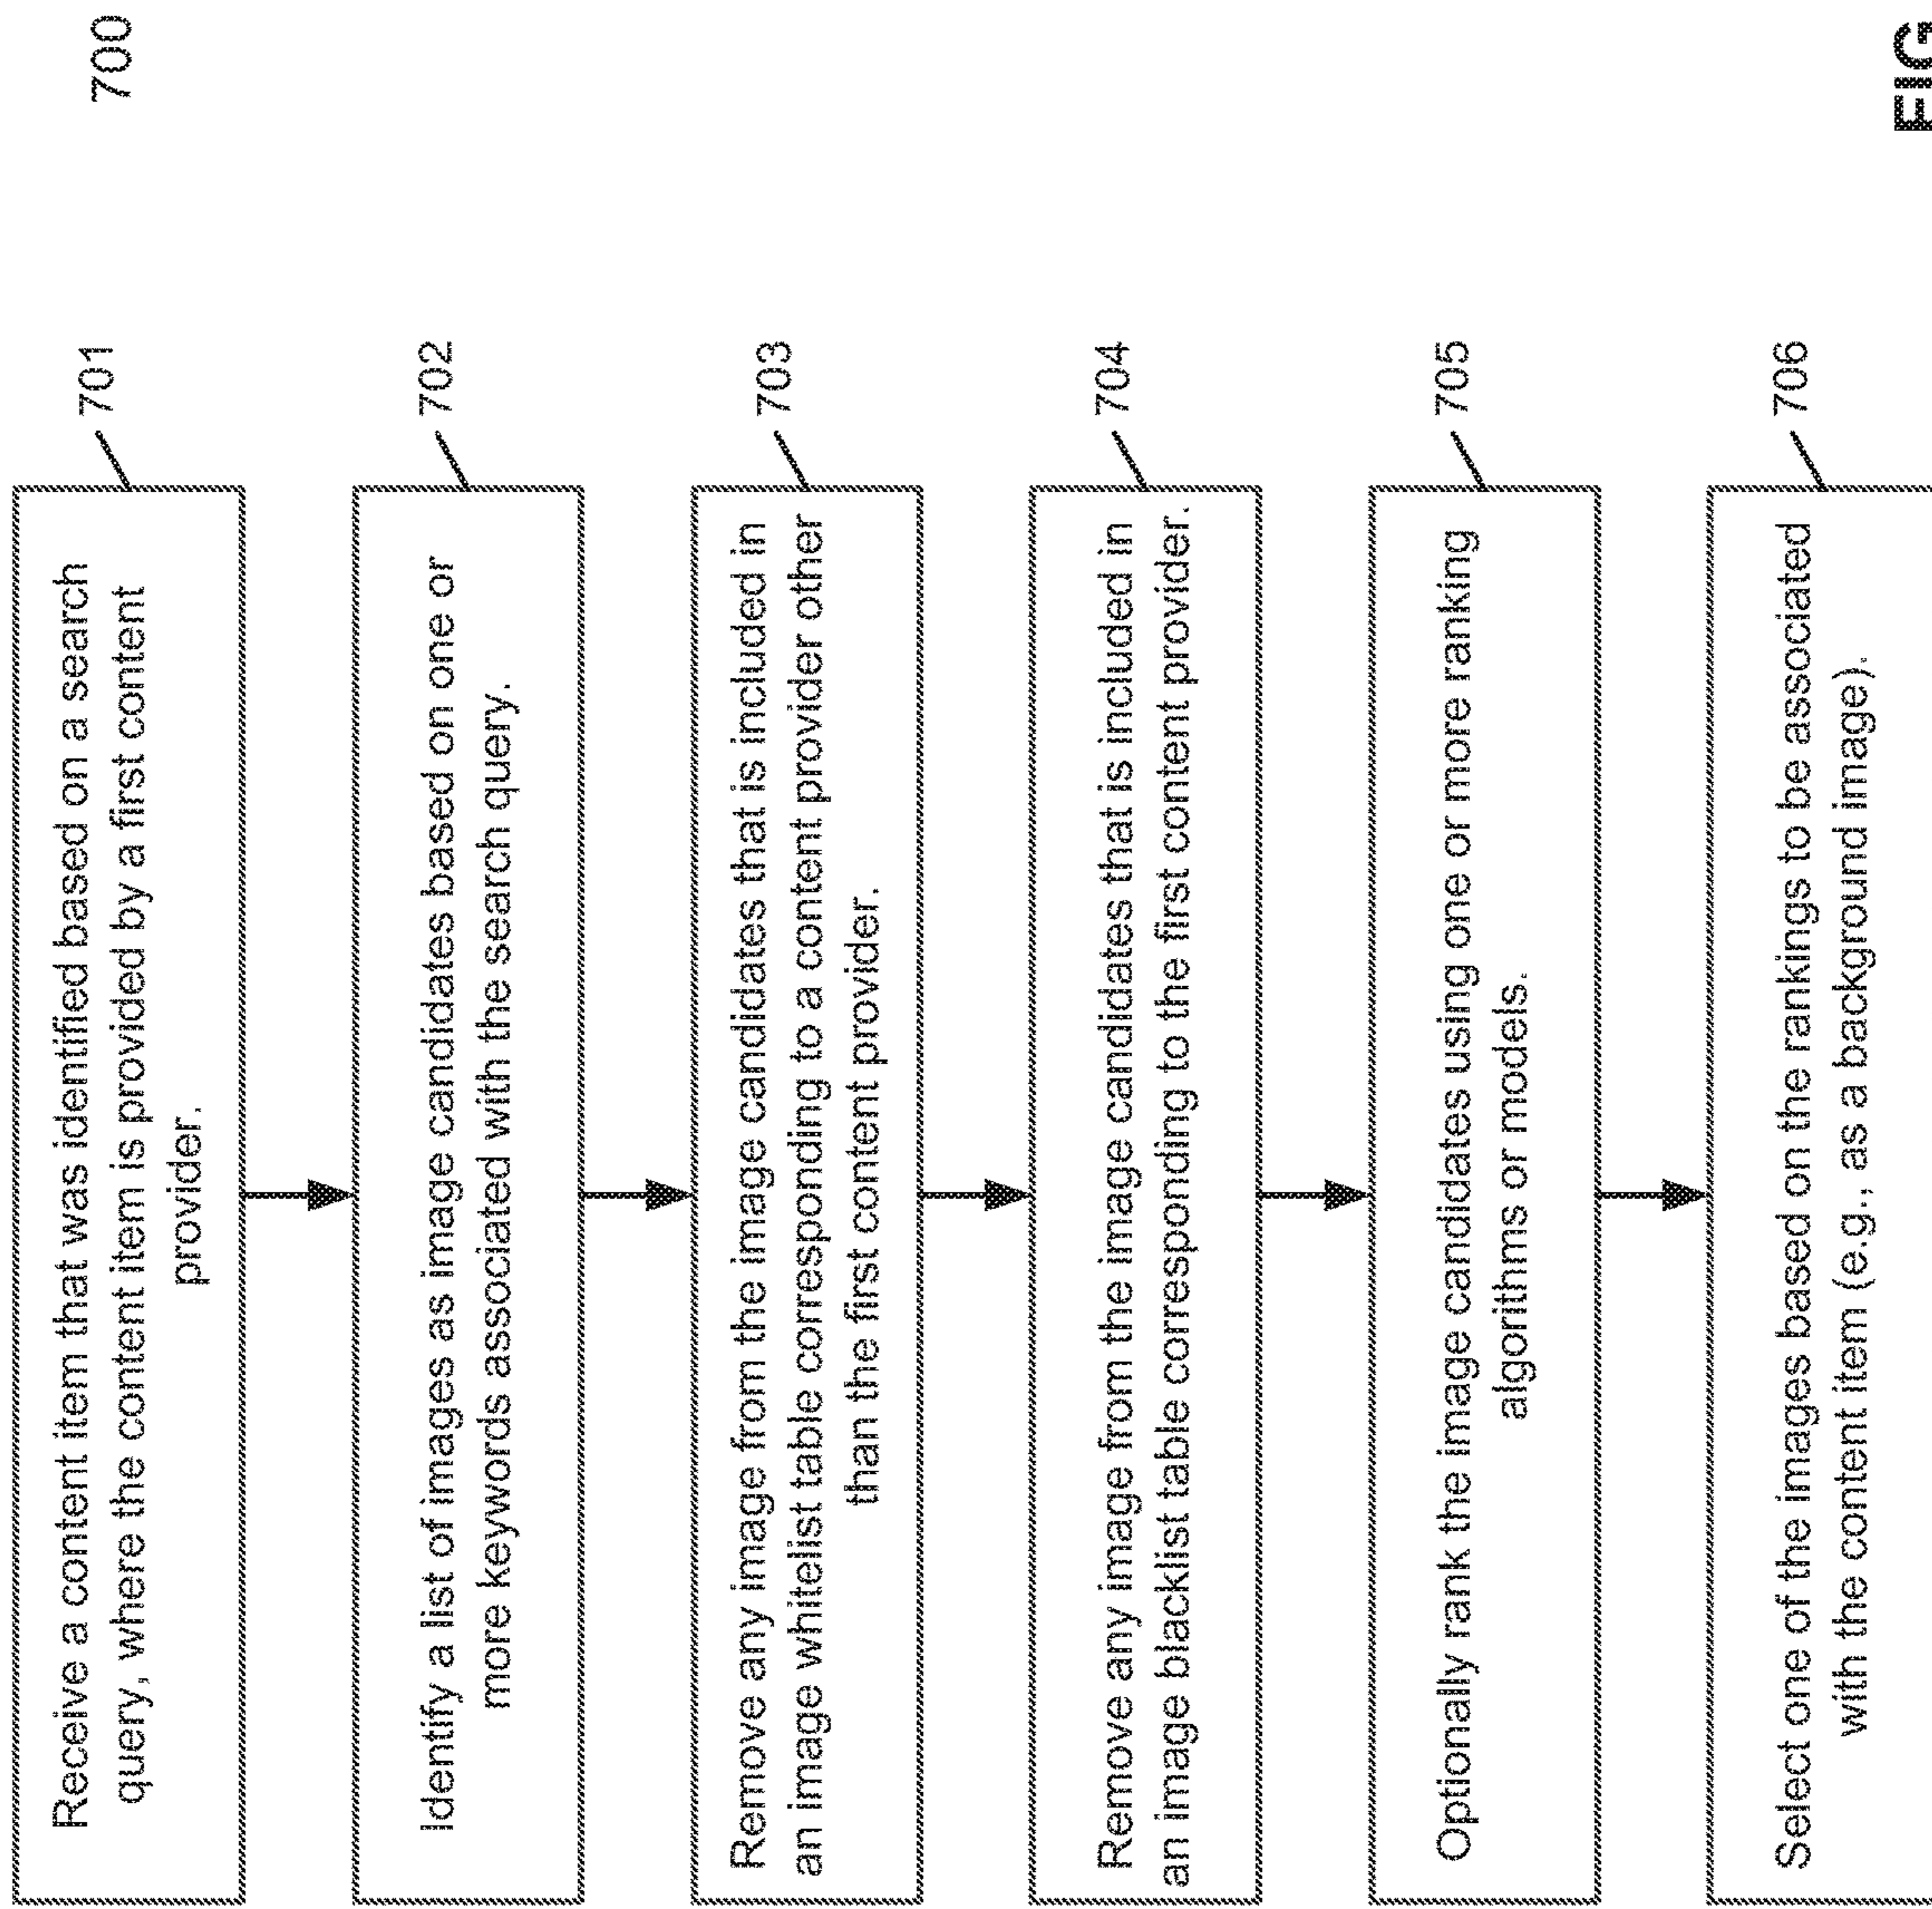 700
Receive a content item that was identified based on a search
query, where the content item is provided by a first content
provider.
701
Identify a list of images as image candidates based on one or
more keywords associated with the search query.
702
Remove any image from the image candidates that is included in
an image whitelist table corresponding to a content provider other
than the first content provider.
703
Remove any image from the image candidates that is included in
an image blacklist table corresponding to the first content provider.
704
Optionally rank the image candidates using one or more ranking
algorithms or models.
705
Select one of the images based on the rankings to be associated
with the content item (e.g., as a background image).
706
FIG